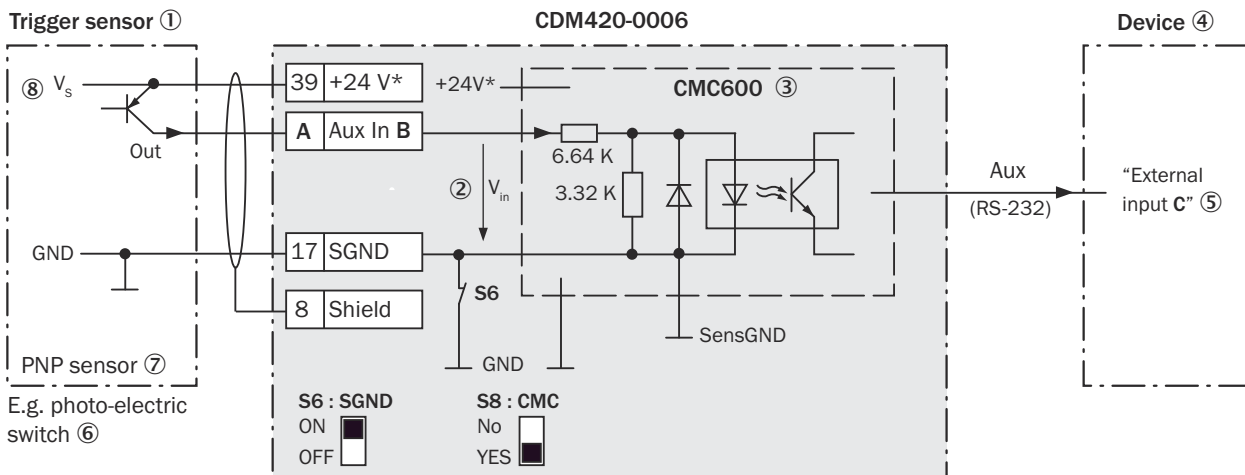 Trigger sensor ①
CDM420-0006
Device ④
⑧ Vs
39 +24 V*
+24V*
CMC600 ③
A Aux In B
Out
6.64 K
3.32 K
② Vin
Aux
(RS-232)
“External
input C” ⑤
GND
17 SGND
S6
8 Shield
SensGND
GND
PNP sensor ⑦
E.g. photo-electric
switch ⑥
S6 : SGND
ON
OFF
S8 : CMC
No
YES